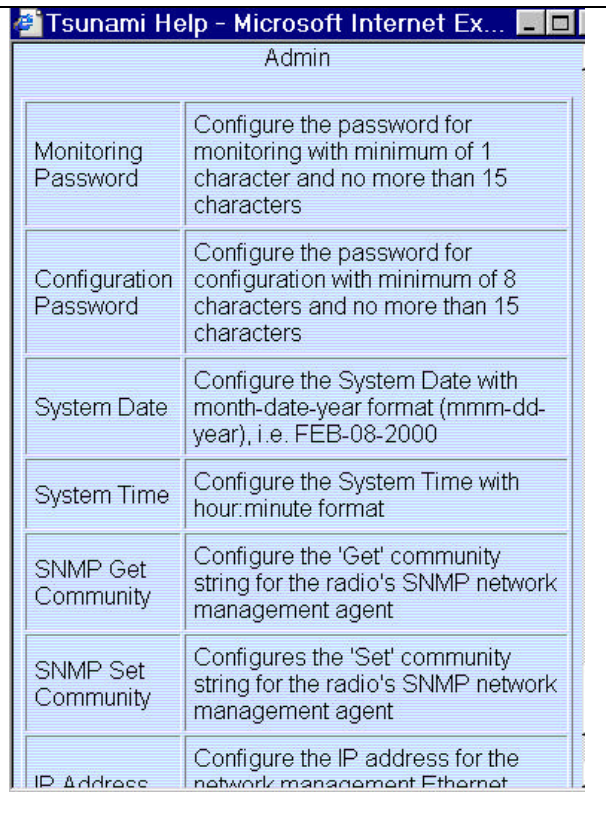 Tsunami Help - Microsoft Internet Ex...
Admin
Monitoring
Password
Configure the password for
monitoring with minimum of 1
character and no more than 15
characters
Configuration
Password
Configure the password for
configuration with minimum of 8
characters and no more than 15
characters
System Date
Configure the System Date with
month-date-year format (mmm-dd-
year), i.e. FEB-08-2000
System Time
Configure the System Time with
hour:minute format
SNMP Get
Community
Configure the 'Get' community
string for the radio's SNMP network
management agent
SNMP Set
Community
Configures the 'Set' community
string for the radio's SNMP network
management agent
IP Address
Configure the IP address for the
network management Ethernet